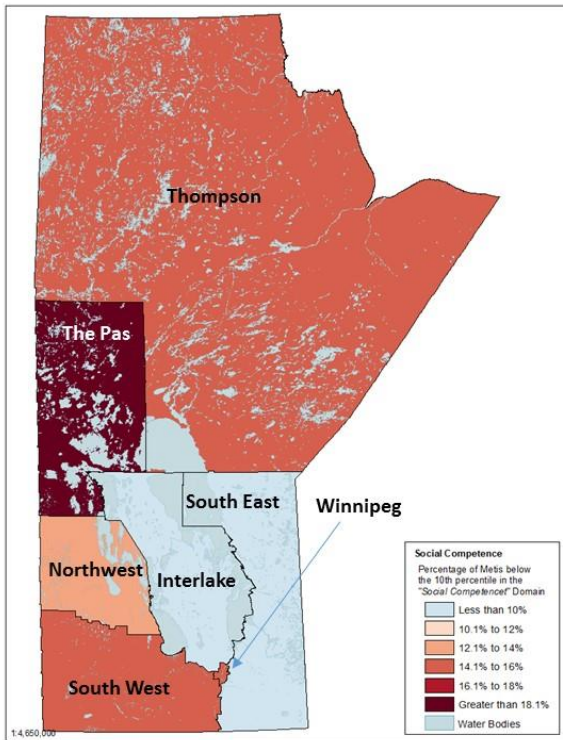 Thompson
The Pas
South East
Winnipeg
Northwest
Interlake
South West
1:4,650,000
Social Competence
Percentage of Metis below
the 10th percentile in the
"Social Competencet" Domain
Less than 10%
10.1% to 12%
12.1% to 14%
14.1% to 16%
16.1% to 18%
Greater than 18.1%
Water Bodies